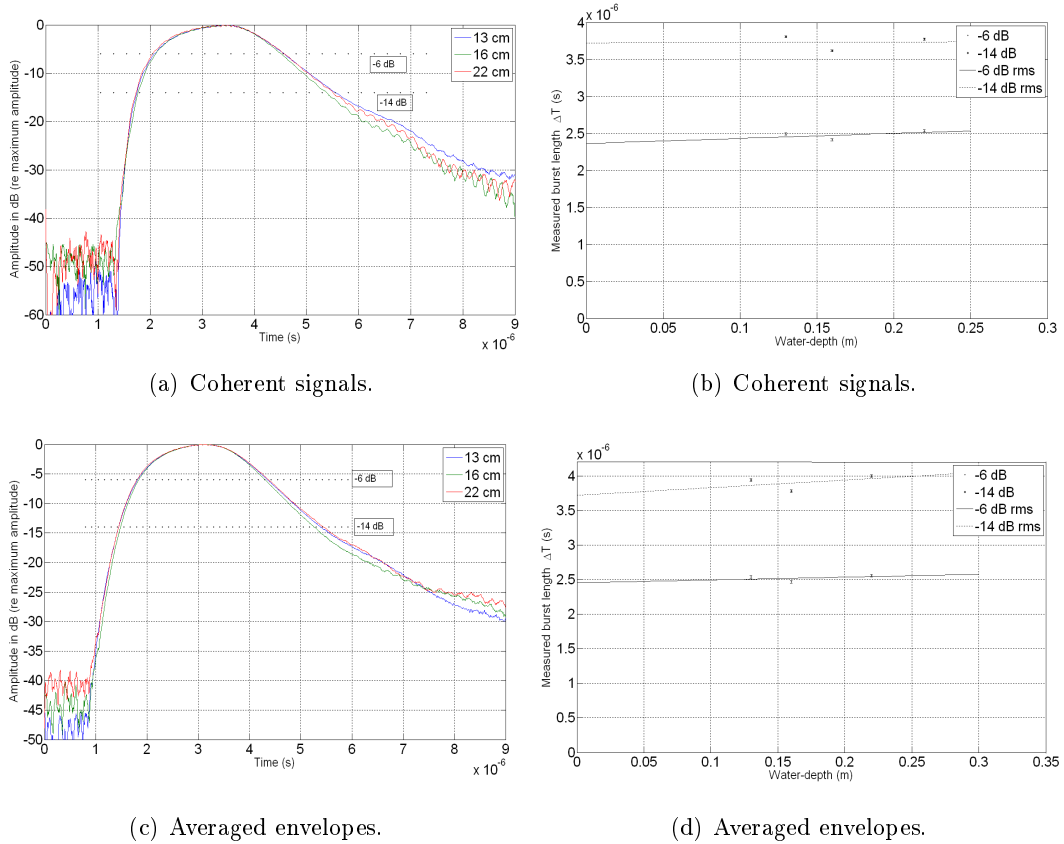 0
-10
-20
-30
-40
-50
-60
Amplitude in dB (re maximum amplitude)
-6 dB
-14 dB
13 cm
16 cm
22 cm
0 1 2 3 4 5 6 7 8 9
Time (s)
x 10^-6
(a) Coherent signals.
x 10^-6
4
3.5
3
2.5
2
1.5
1
0.5
0
Measured burst length ΔT (s)
-6 dB
-14 dB
-6 dB rms
-14 dB rms
0 0.05 0.1 0.15 0.2 0.25 0.3
Water-depth (m)
(b) Coherent signals.
0
-5
-10
-15
-20
-25
-30
-35
-40
-45
-50
Amplitude in dB (re maximum amplitude)
-6 dB
-14 dB
13 cm
16 cm
22 cm
0 1 2 3 4 5 6 7 8 9
Time (s)
x 10^-6
(c) Averaged envelopes.
x 10^-6
4
3.5
3
2.5
2
1.5
1
0.5
0
Measured burst length ΔT (s)
-6 dB
-14 dB
-6 dB rms
-14 dB rms
0 0.05 0.1 0.15 0.2 0.25 0.3 0.35
Water-depth (m)
(d) Averaged envelopes.